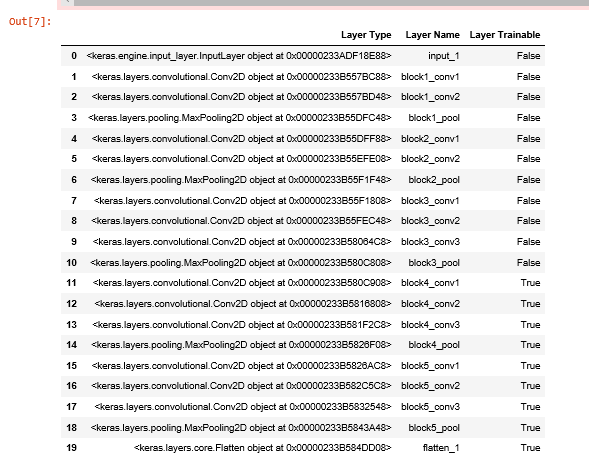 Out[7]:
Layer Type Layer Name Layer Trainable
0 <keras.engine.input_layer.InputLayer object at 0x00000233ADF18E88> input_1 False
1 <keras.layers.convolutional.Conv2D object at 0x00000233B557BC88> block1_conv1 False
2 <keras.layers.convolutional.Conv2D object at 0x00000233B557BD48> block1_conv2 False
3 <keras.layers.pooling.MaxPooling2D object at 0x00000233B55DFC48> block1_pool False
4 <keras.layers.convolutional.Conv2D object at 0x00000233B55DFF88> block2_conv1 False
5 <keras.layers.convolutional.Conv2D object at 0x00000233B55EFE08> block2_conv2 False
6 <keras.layers.pooling.MaxPooling2D object at 0x00000233B55F1F48> block2_pool False
7 <keras.layers.convolutional.Conv2D object at 0x00000233B55F1808> block3_conv1 False
8 <keras.layers.convolutional.Conv2D object at 0x00000233B55FEC48> block3_conv2 False
9 <keras.layers.convolutional.Conv2D object at 0x00000233B58064C8> block3_conv3 False
10 <keras.layers.pooling.MaxPooling2D object at 0x00000233B580C808> block3_pool False
11 <keras.layers.convolutional.Conv2D object at 0x00000233B580C908> block4_conv1 True
12 <keras.layers.convolutional.Conv2D object at 0x00000233B5816808> block4_conv2 True
13 <keras.layers.convolutional.Conv2D object at 0x00000233B581F2C8> block4_conv3 True
14 <keras.layers.pooling.MaxPooling2D object at 0x00000233B5826F08> block4_pool True
15 <keras.layers.convolutional.Conv2D object at 0x00000233B5826AC8> block5_conv1 True
16 <keras.layers.convolutional.Conv2D object at 0x00000233B582C5C8> block5_conv2 True
17 <keras.layers.convolutional.Conv2D object at 0x00000233B5832548> block5_conv3 True
18 <keras.layers.pooling.MaxPooling2D object at 0x00000233B5843A48> block5_pool True
19 <keras.layers.core.Flatten object at 0x00000233B584DD08> flatten_1 True